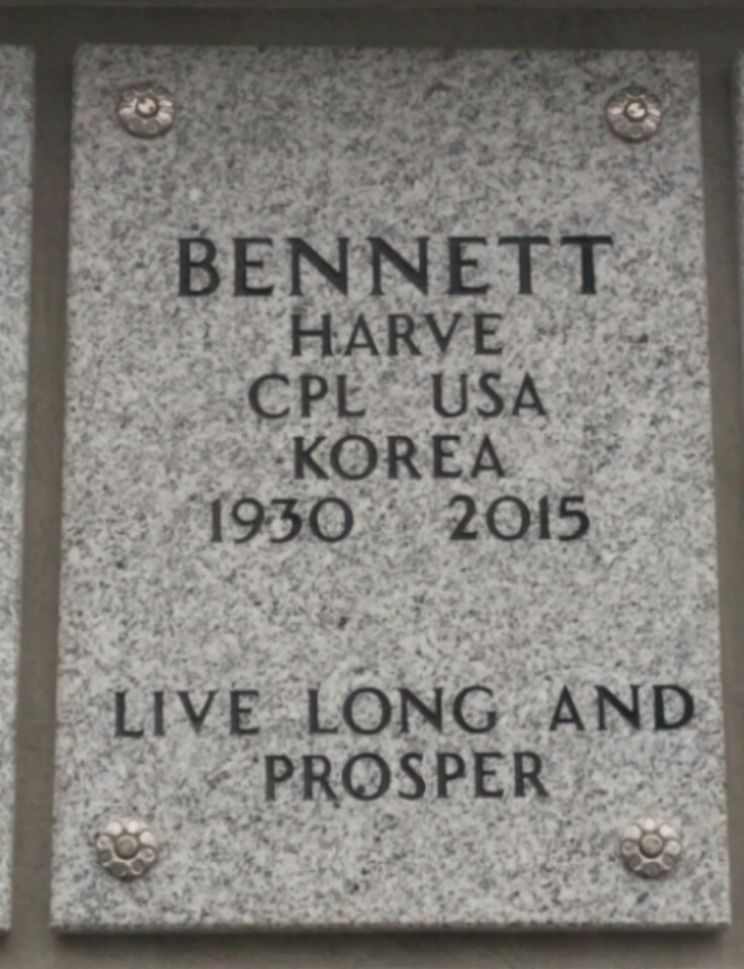 BENNETT
HARVE
CPL USA
KOREA
1930 2015
LIVE LONG AND
PROSPER